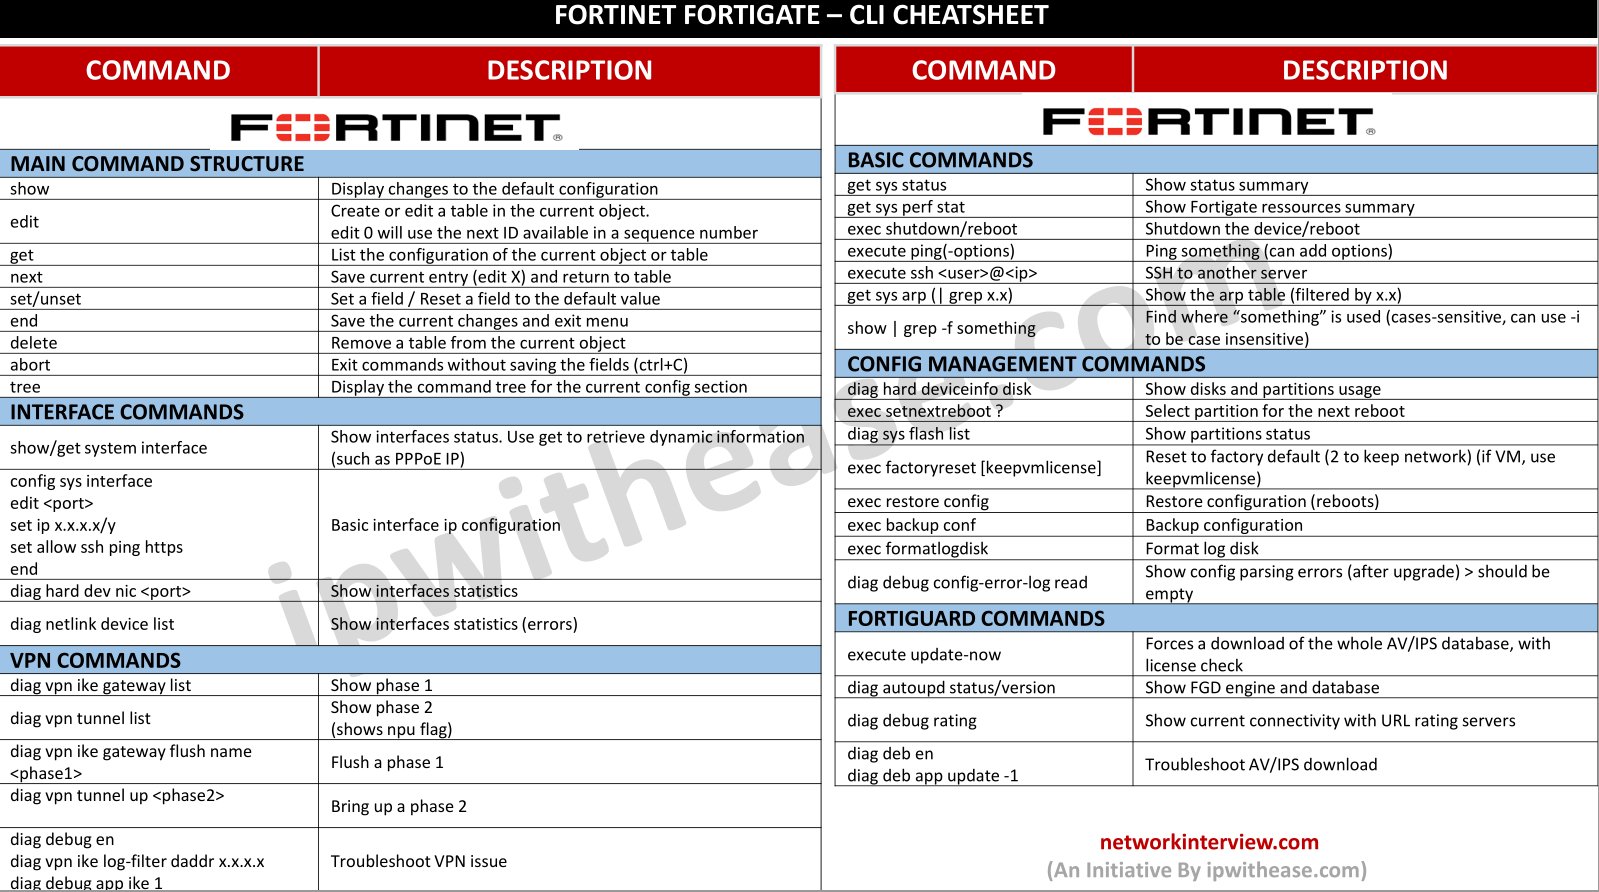 FORTINET FORTIGATE – CLI CHEATSHEET
COMMAND DESCRIPTION
FORTINET®
MAIN COMMAND STRUCTURE
show Display changes to the default configuration
edit Create or edit a table in the current object.
edit 0 will use the next ID available in a sequence number
get List the configuration of the current object or table
next Save current entry (edit X) and return to table
set/unset Set a field / Reset a field to the default value
end Save the current changes and exit menu
delete Remove a table from the current object
abort Exit commands without saving the fields (ctrl+C)
tree Display the command tree for the current config section
INTERFACE COMMANDS
show/get system interface Show interfaces status. Use get to retrieve dynamic information
(such as PPPoE IP)
config sys interface
edit <port>
set ip x.x.x.x/y
set allow ssh ping https
end
Basic interface ip configuration
diag hard dev nic <port> Show interfaces statistics
diag netlink device list Show interfaces statistics (errors)
VPN COMMANDS
diag vpn ike gateway list Show phase 1
diag vpn tunnel list Show phase 2
(shows npu flag)
diag vpn ike gateway flush name
<phase1>
Flush a phase 1
diag vpn tunnel up <phase2>
Bring up a phase 2
diag debug en
diag vpn ike log-filter daddr x.x.x.x
diag debug app ike 1
Troubleshoot VPN issue
COMMAND DESCRIPTION
FORTINET®
BASIC COMMANDS
get sys status Show status summary
get sys perf stat Show Fortigate ressources summary
exec shutdown/reboot Shutdown the device/reboot
execute ping(-options) Ping something (can add options)
execute ssh <user>@<ip> SSH to another server
get sys arp (| grep x.x) Show the arp table (filtered by x.x)
show | grep -f something Find where “something” is used (cases-sensitive, can use -i
to be case insensitive)
CONFIG MANAGEMENT COMMANDS
diag hard deviceinfo disk Show disks and partitions usage
exec setnextreboot ? Select partition for the next reboot
diag sys flash list Show partitions status
exec factoryreset [keepvmlicense] Reset to factory default (2 to keep network) (if VM, use
keepvmlicense)
exec restore config Restore configuration (reboots)
exec backup conf Backup configuration
exec formatlogdisk Format log disk
diag debug config-error-log read Show config parsing errors (after upgrade) > should be
empty
FORTIGUARD COMMANDS
execute update-now Forces a download of the whole AV/IPS database, with
license check
diag autoupd status/version Show FGD engine and database
diag debug rating Show current connectivity with URL rating servers
diag deb en
diag deb app update -1
Troubleshoot AV/IPS download
networkinterview.com
(An Initiative By ipwithease.com)
ipwithease.com